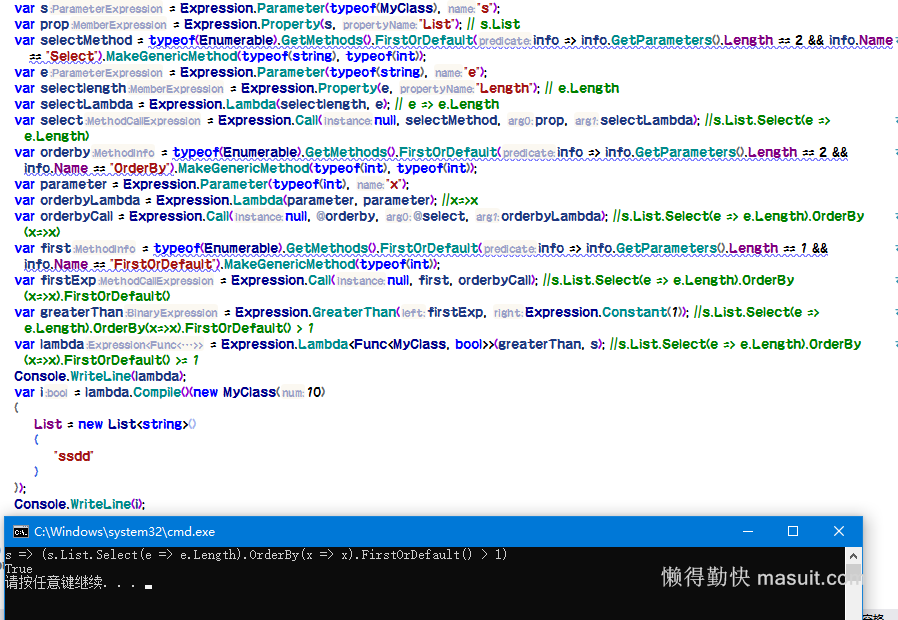 var s:ParameterExpression = Expression.Parameter(typeof(MyClass), name:"s");
var prop:MemberExpression = Expression.Property(s, propertyName:"List"); // s.List
var selectMethod = typeof(Enumerable).GetMethods().FirstOrDefault(predicate:info => info.GetParameters().Length == 2 && info.Name
== "Select").MakeGenericMethod(typeof(string), typeof(int));
var e:ParameterExpression = Expression.Parameter(typeof(string), name:"e");
var selectlength:MemberExpression = Expression.Property(e, propertyName:"Length"); // e.Length
var selectLambda = Expression.Lambda(selectlength, e); // e => e.Length
var select:MethodCallExpression = Expression.Call(instance:null, selectMethod, arg0:prop, arg1:selectLambda); //s.List.Select(e =>
e.Length)
var orderby:MethodInfo = typeof(Enumerable).GetMethods().FirstOrDefault(predicate:info => info.GetParameters().Length == 2 &&
info.Name == "OrderBy").MakeGenericMethod(typeof(int), typeof(int));
var parameter = Expression.Parameter(typeof(int), name:"x");
var orderbyLambda = Expression.Lambda(parameter, parameter); //x=>x
var orderbyCall = Expression.Call(instance:null, @orderby, arg0:@select, arg1:orderbyLambda); //s.List.Select(e => e.Length).OrderBy
(x=>x)
var first:MethodInfo = typeof(Enumerable).GetMethods().FirstOrDefault(predicate:info => info.GetParameters().Length == 1 &&
info.Name == "FirstOrDefault").MakeGenericMethod(typeof(int));
var firstExp:MethodCallExpression = Expression.Call(instance:null, first, orderbyCall); //s.List.Select(e => e.Length).OrderBy
(x=>x).FirstOrDefault()
var greaterThan:BinaryExpression = Expression.GreaterThan(left:firstExp, right:Expression.Constant(1)); //s.List.Select(e =>
e.Length).OrderBy(x=>x).FirstOrDefault() > 1
var lambda:Expression<Func<…>> = Expression.Lambda<Func<MyClass, bool>>(greaterThan, s); //s.List.Select(e => e.Length).OrderBy
(x=>x).FirstOrDefault() >= 1
Console.WriteLine(lambda);
var i:bool = lambda.Compile()(new MyClass(num:10)
{
List = new List<string>()
{
"ssdd"
}
});
Console.WriteLine(i);
C:\Windows\system32\cmd.exe
s => (s.List.Select(e => e.Length).OrderBy(x => x).FirstOrDefault() > 1)
True
请按任意键继续. . .
懒得勤快 masuit.com